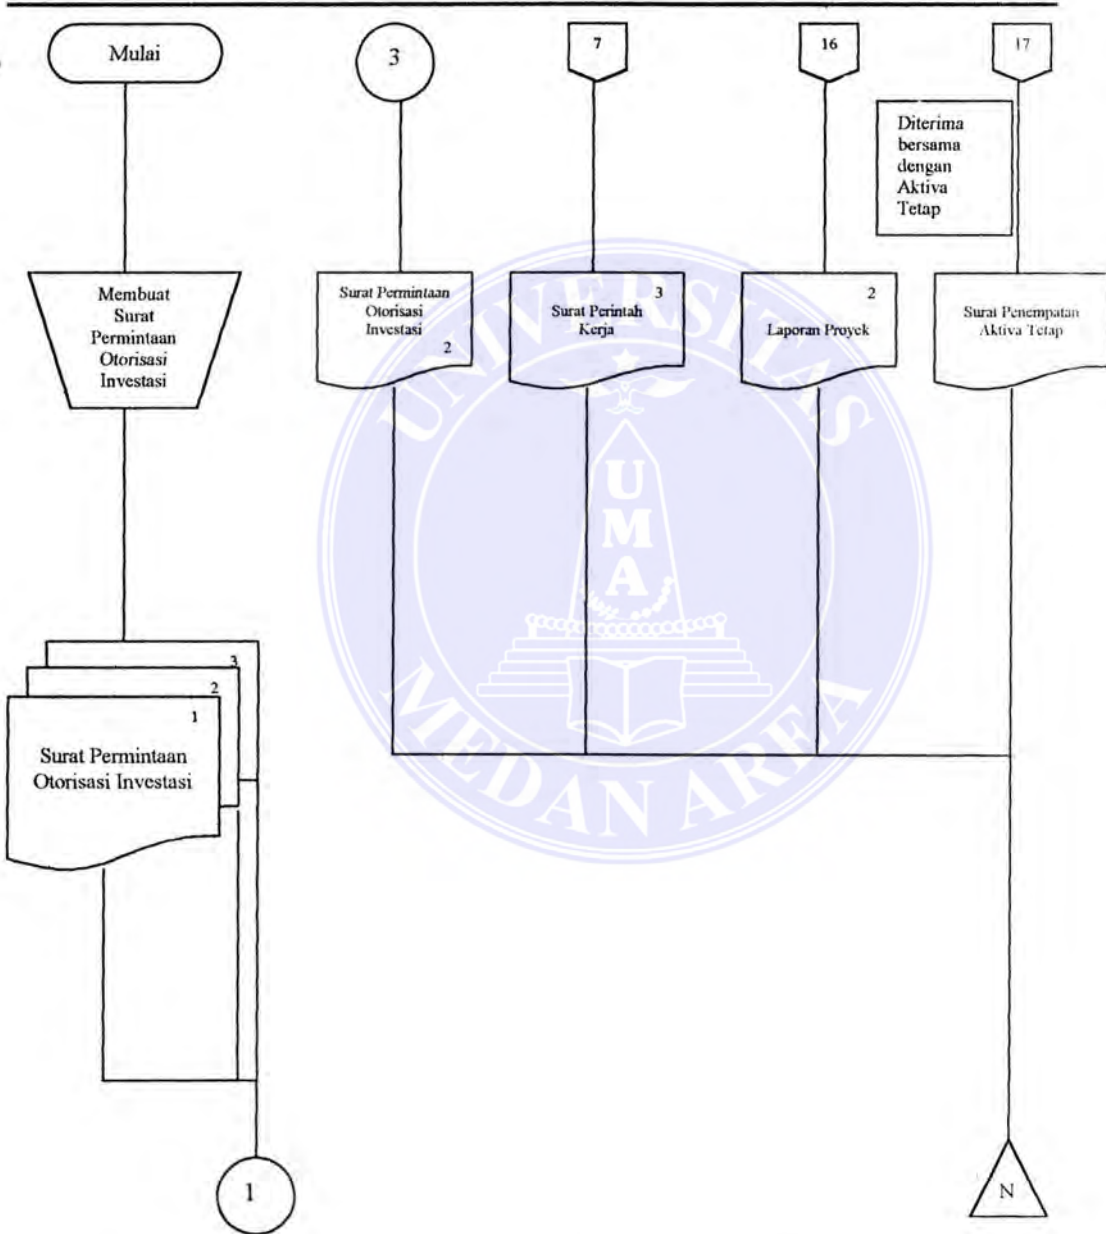 Mulai
3
7
16
17
Diterima
bersama
dengan
Aktiva
Tetap
Membuat
Surat
Permintaan
Otorisasi
Investasi
Surat Permintaan
Otorisasi
Investasi
2
3
Surat Perintah
Kerja
2
Laporan Proyek
Surat Penempatan
Aktiva Tetap
3
2
1
Surat Permintaan
Otorisasi Investasi
1
N
UNIVERSITAS
UMA
MEDAN AREA